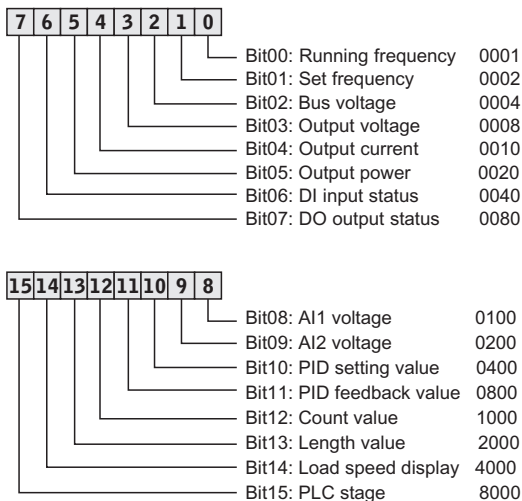 7 6 5 4 3 2 1 0
Bit00: Running frequency 0001
Bit01: Set frequency 0002
Bit02: Bus voltage 0004
Bit03: Output voltage 0008
Bit04: Output current 0010
Bit05: Output power 0020
Bit06: DI input status 0040
Bit07: DO output status 0080
15 14 13 12 11 10 9 8
Bit08: AI1 voltage 0100
Bit09: AI2 voltage 0200
Bit10: PID setting value 0400
Bit11: PID feedback value 0800
Bit12: Count value 1000
Bit13: Length value 2000
Bit14: Load speed display 4000
Bit15: PLC stage 8000